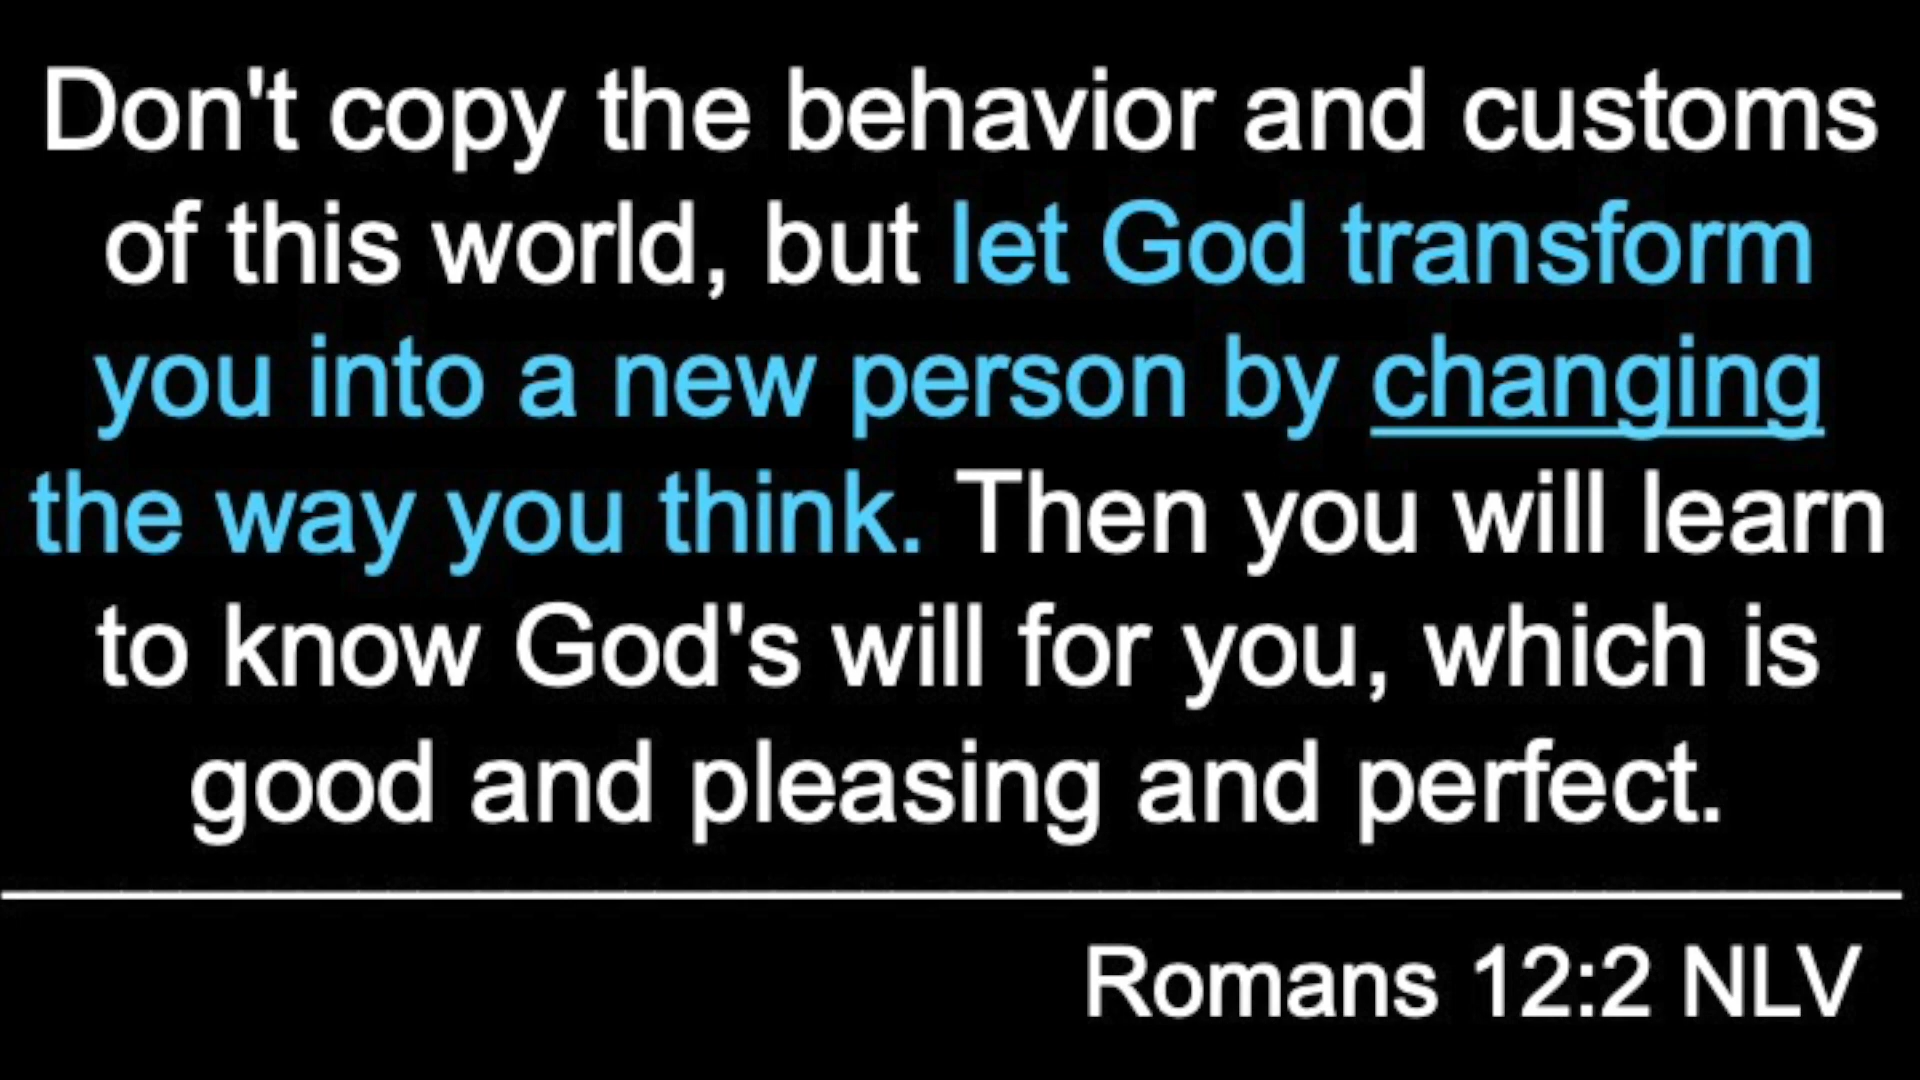 Don't copy the behavior and customs
of this world, but let God transform
you into a new person by changing
the way you think. Then you will learn
to know God's will for you, which is
good and pleasing and perfect.
Romans 12:2 NLV